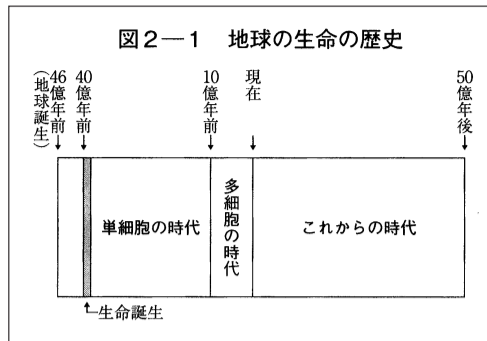 図2―1　地球の生命の歴史
46億年前
(地球誕生)
40億年前
10億年前
現在
50億年後
単細胞の時代
多細胞の時代
これからの時代
生命誕生